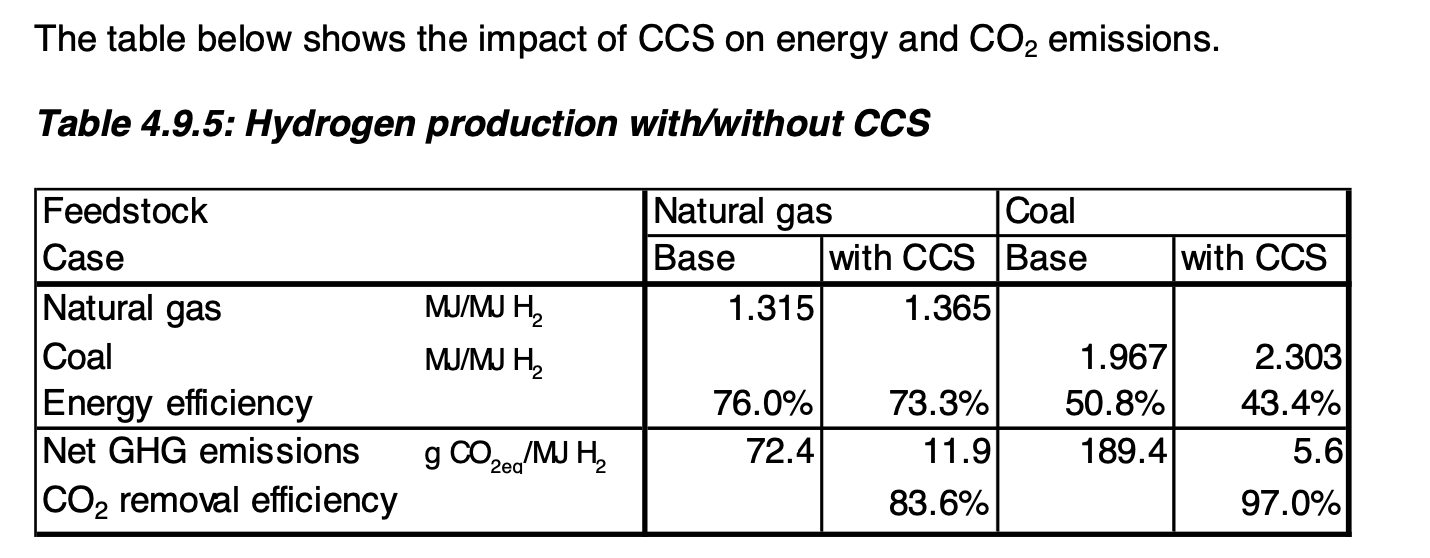 The table below shows the impact of CCS on energy and CO₂ emissions.
Table 4.9.5: Hydrogen production with/without CCS
Feedstock Natural gas Coal
Case Base with CCS Base with CCS
Natural gas MJ/MJ H₂ 1.315 1.365
Coal MJ/MJ H₂ 1.967 2.303
Energy efficiency 76.0% 73.3% 50.8% 43.4%
Net GHG emissions g CO₂eq/MJ H₂ 72.4 11.9 189.4 5.6
CO₂ removal efficiency 83.6% 97.0%